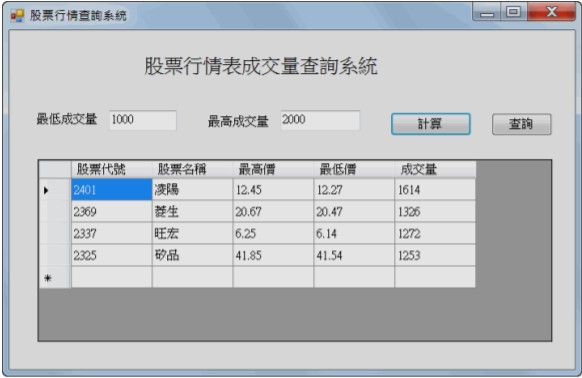 股票行情查詢系統
股票行情表成交量查詢系統
最低成交量 1000 最高成交量 2000 計算 查詢
股票代號 股票名稱 最高價 最低價 成交量
2401 凌陽 12.45 12.27 1614
2369 菱生 20.67 20.47 1326
2337 旺宏 6.25 6.14 1272
2325 矽品 41.85 41.54 1253